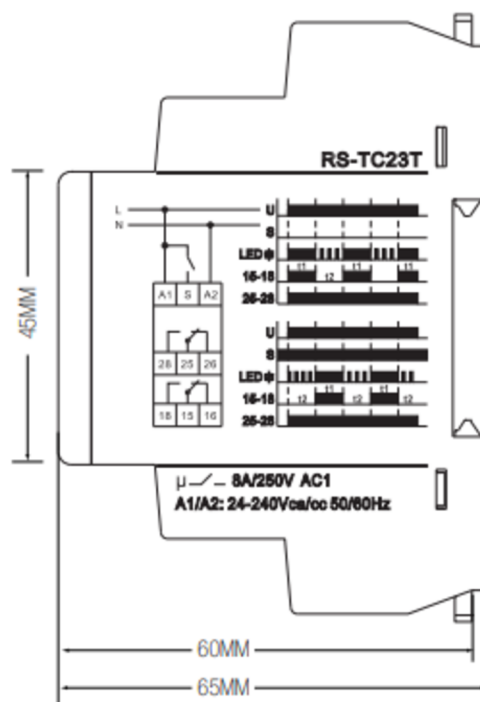 RS-TC23T
45MM
L
N
A1 S A2
28 25 26
18 15 16
U
S
LED
t1 t1 t1
15-18
t2
25-28
U
S
LED
t1 t1
15-18
t2 t2 t2
25-28
µ 8A/250V AC1
A1/A2: 24-240Vca/cc 50/60Hz
60MM
65MM